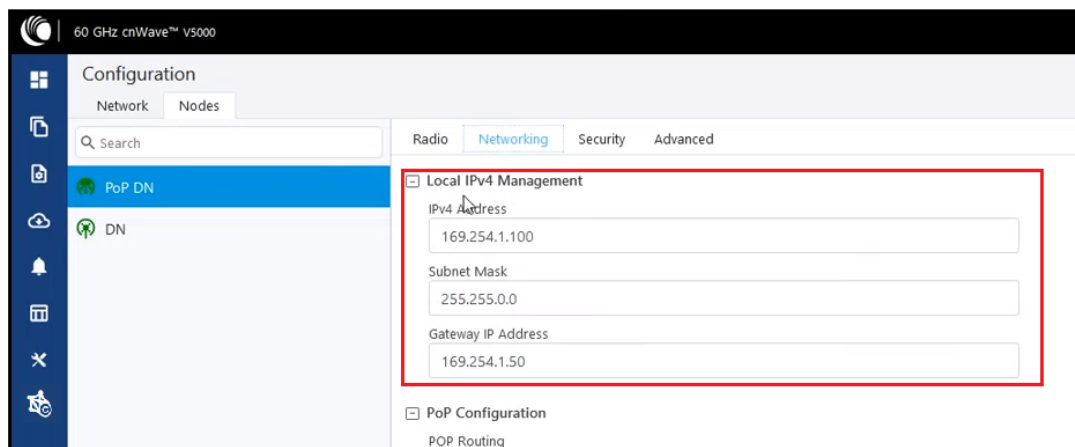 60 GHz cnWave™ V5000
Configuration
Network Nodes
Search
PoP DN
DN
Radio Networking Security Advanced
Local IPv4 Management
IPv4 Address
169.254.1.100
Subnet Mask
255.255.0.0
Gateway IP Address
169.254.1.50
PoP Configuration
POP Routing